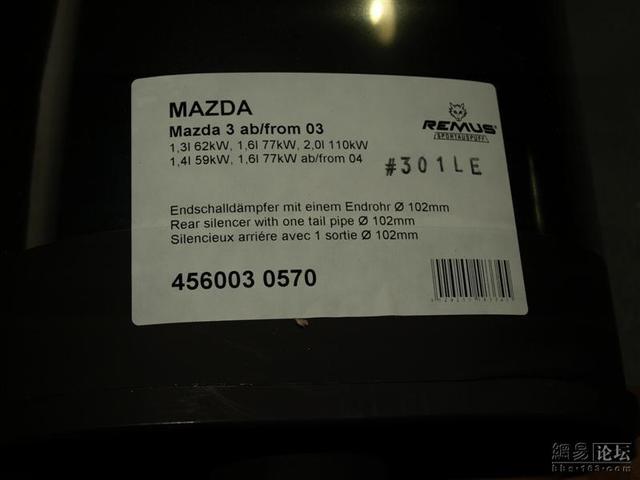 MAZDA
Mazda 3 ab/from 03
1,3l 62kW, 1,6l 77kW, 2,0l 110kW
1,4l 59kW, 1,6l 77kW ab/from 04
REMUS
SPORTAUSPUFF
#301LE
Endschalldämpfer mit einem Endrohr Ø 102mm
Rear silencer with one tail pipe Ø 102mm
Silencieux arriére avec 1 sortie Ø 102mm
456003 0570
網易 论坛
bbs.163.com